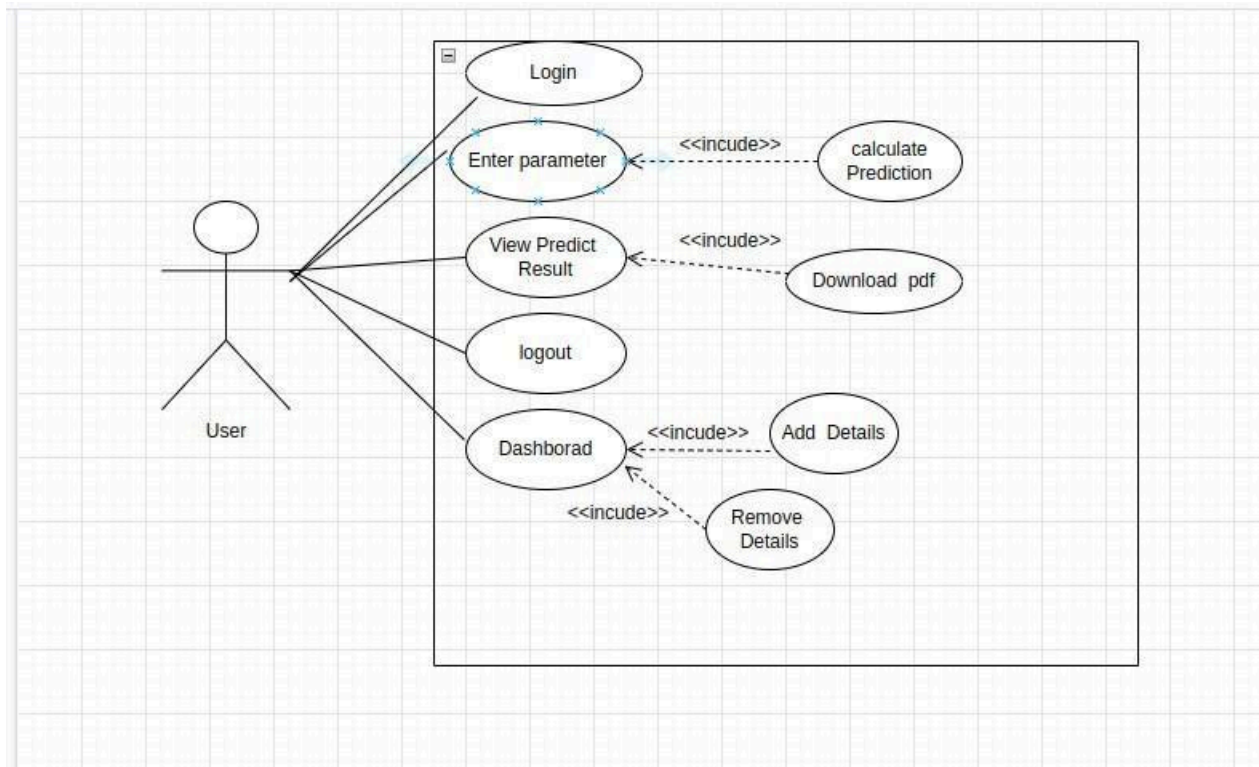 Login
<<incude>>
Enter parameter
calculate
Prediction
<<incude>>
View Predict
Result
Download pdf
logout
User
<<incude>>
Add Details
Dashborad
<<incude>>
Remove
Details